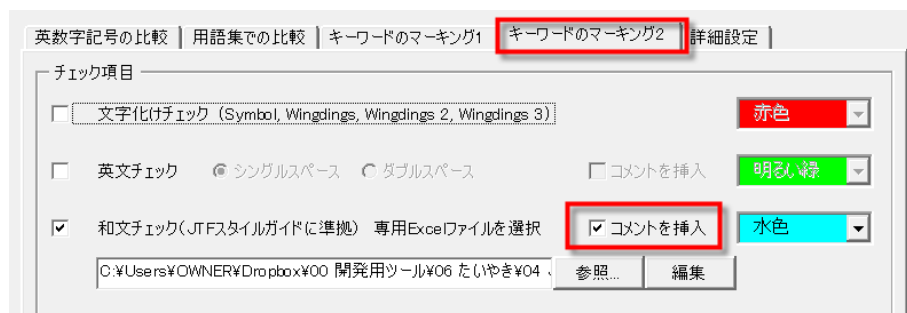 英数字記号の比較 用語集での比較 キーワードのマーキング1 キーワードのマーキング2 詳細設定
チェック項目
文字化けチェック (Symbol, Wingdings, Wingdings 2, Wingdings 3) 赤色
英文チェック シングルスペース ダブルスペース コメントを挿入 明るい緑
和文チェック(JTFスタイルガイドに準拠) 専用Excelファイルを選択 コメントを挿入 水色
C:¥Users¥OWNER¥Dropbox¥00 開発用ツール¥06 たいやき¥04 参照... 編集